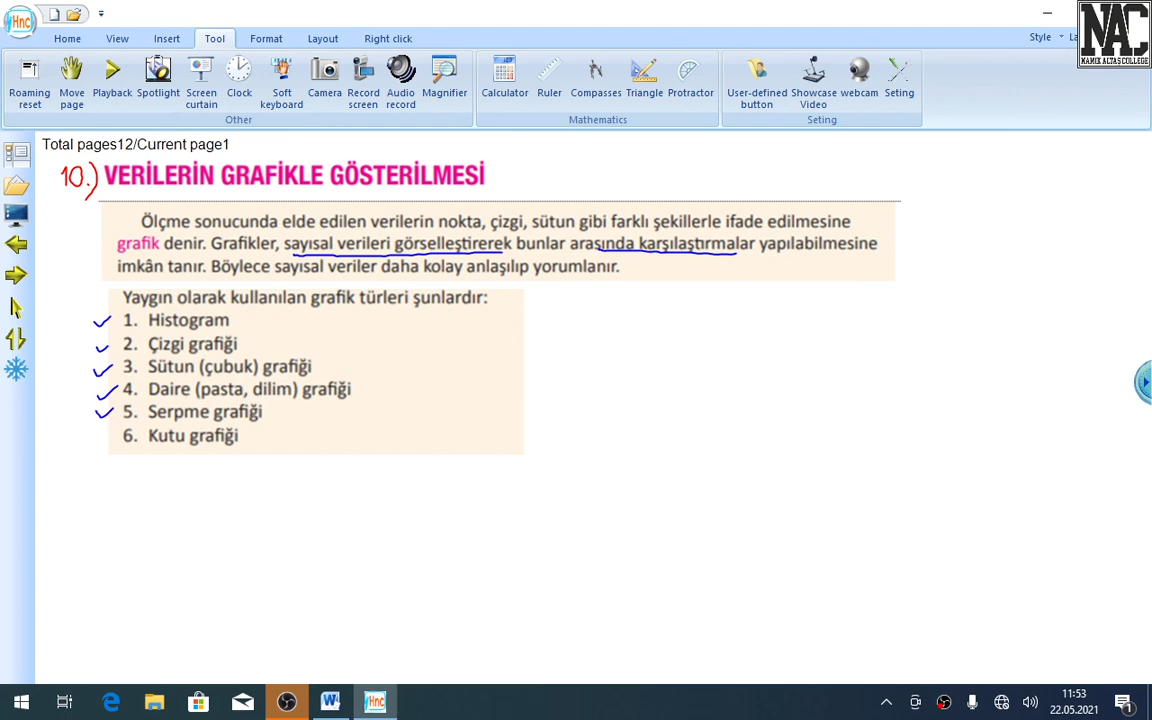 Hnc
Home View Insert Tool Format Layout Right click
Style
NAC
KAMIK ALTAS COLLEGE
Roaming reset
Move page
Playback
Spotlight
Screen curtain
Clock
Soft keyboard
Camera
Record screen
Audio record
Magnifier
Calculator
Ruler
Compasses
Triangle
Protractor
User-defined button
Showcase Video
webcam
Seting
Other
Mathematics
Seting
Total pages12/Current page1
10.) VERİLERİN GRAFİKLE GÖSTERİLMESİ
Ölçme sonucunda elde edilen verilerin nokta, çizgi, sütun gibi farklı şekillerle ifade edilmesine
grafik denir. Grafikler, sayısal verileri görselleştirerek bunlar arasında karşılaştırmalar yapılabilmesine
imkân tanır. Böylece sayısal veriler daha kolay anlaşılıp yorumlanır.
Yaygın olarak kullanılan grafik türleri şunlardır:
1. Histogram
2. Çizgi grafiği
3. Sütun (çubuk) grafiği
4. Daire (pasta, dilim) grafiği
5. Serpme grafiği
6. Kutu grafiği
Hnc
11:53
22.05.2021
1